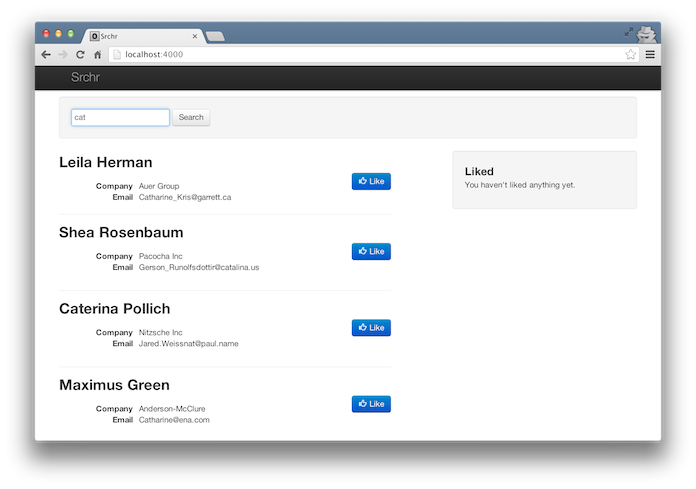 Srchr
localhost:4000
Srchr
cat
Search
Leila Herman
Company Auer Group
Email Catharine_Kris@garrett.ca
Like
Shea Rosenbaum
Company Pacocha Inc
Email Gerson_Runolfsdottir@catalina.us
Like
Caterina Pollich
Company Nitzsche Inc
Email Jared.Weissnat@paul.name
Like
Maximus Green
Company Anderson-McClure
Email Catharine@ena.com
Like
Liked
You haven't liked anything yet.